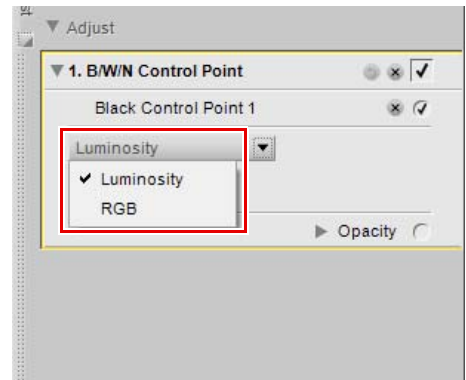 Adjust
1. B/W/N Control Point
Black Control Point 1
Luminosity
Luminosity
RGB
Opacity